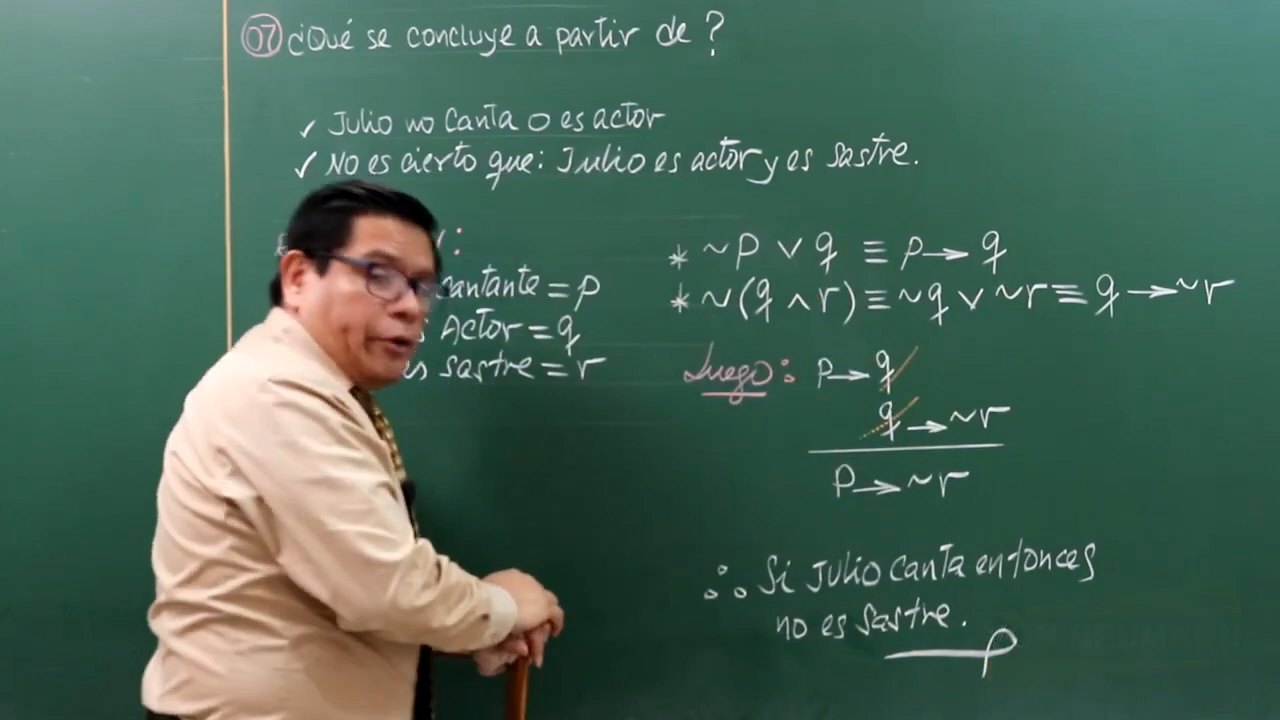 07 ¿Qué se concluye a partir de?
✓ Julio no canta o es actor
✓ No es cierto que: Julio es actor y es sastre.
:
cantante = p
Actor = q
es sastre = r
* ~p ∨ q ≡ p → q
* ~(q ∧ r) ≡ ~q ∨ ~r ≡ q → ~r
Luego: p → q
q → ~r
p → ~r
∴ Si Julio canta entonces
no es sastre.